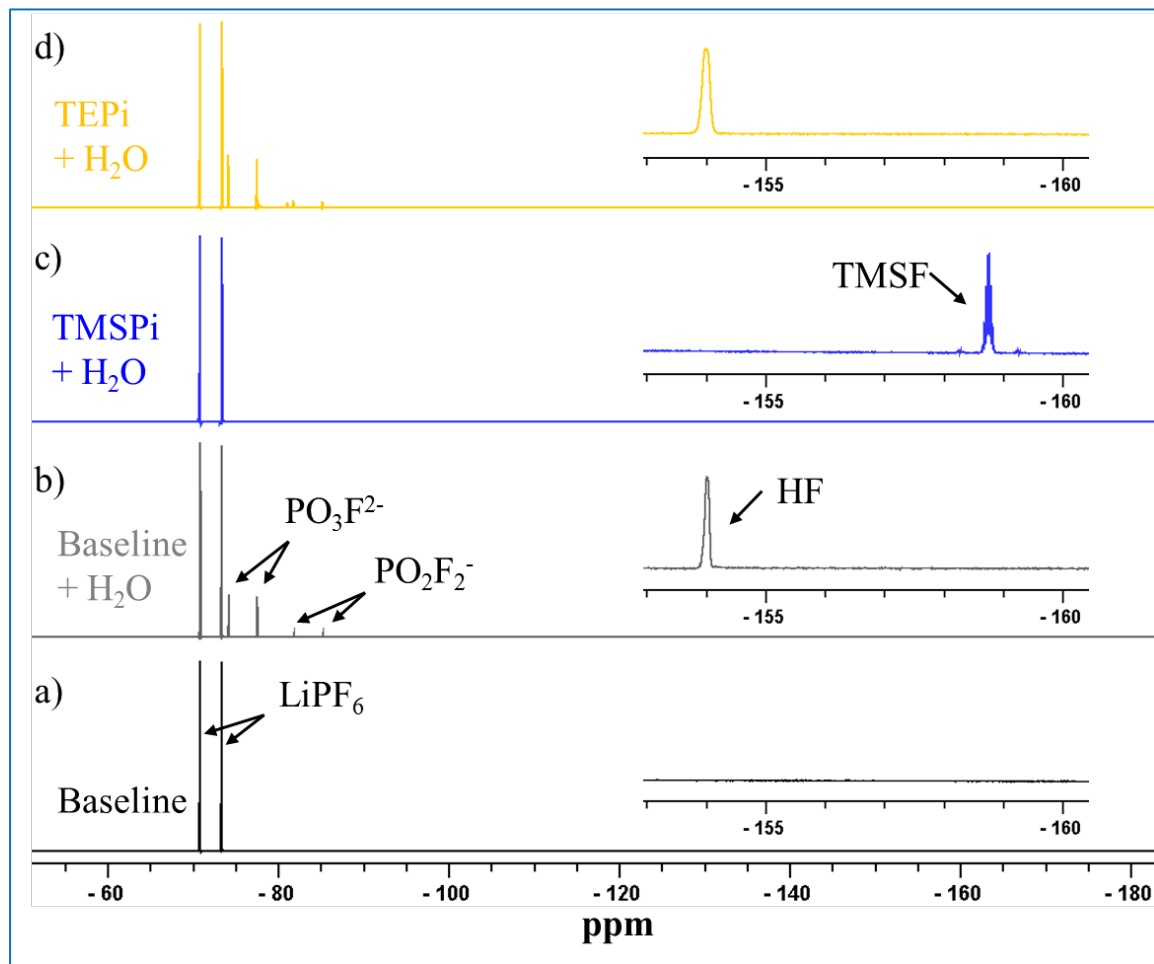 d)
TEPi
+ H₂O
- 155
- 160
c)
TMSPi
+ H₂O
TMSF
- 155
- 160
b)
Baseline
+ H₂O
PO₃F²⁻
PO₂F₂⁻
HF
- 155
- 160
a)
Baseline
LiPF₆
- 155
- 160
- 60
- 80
- 100
- 120
- 140
- 160
- 180
ppm